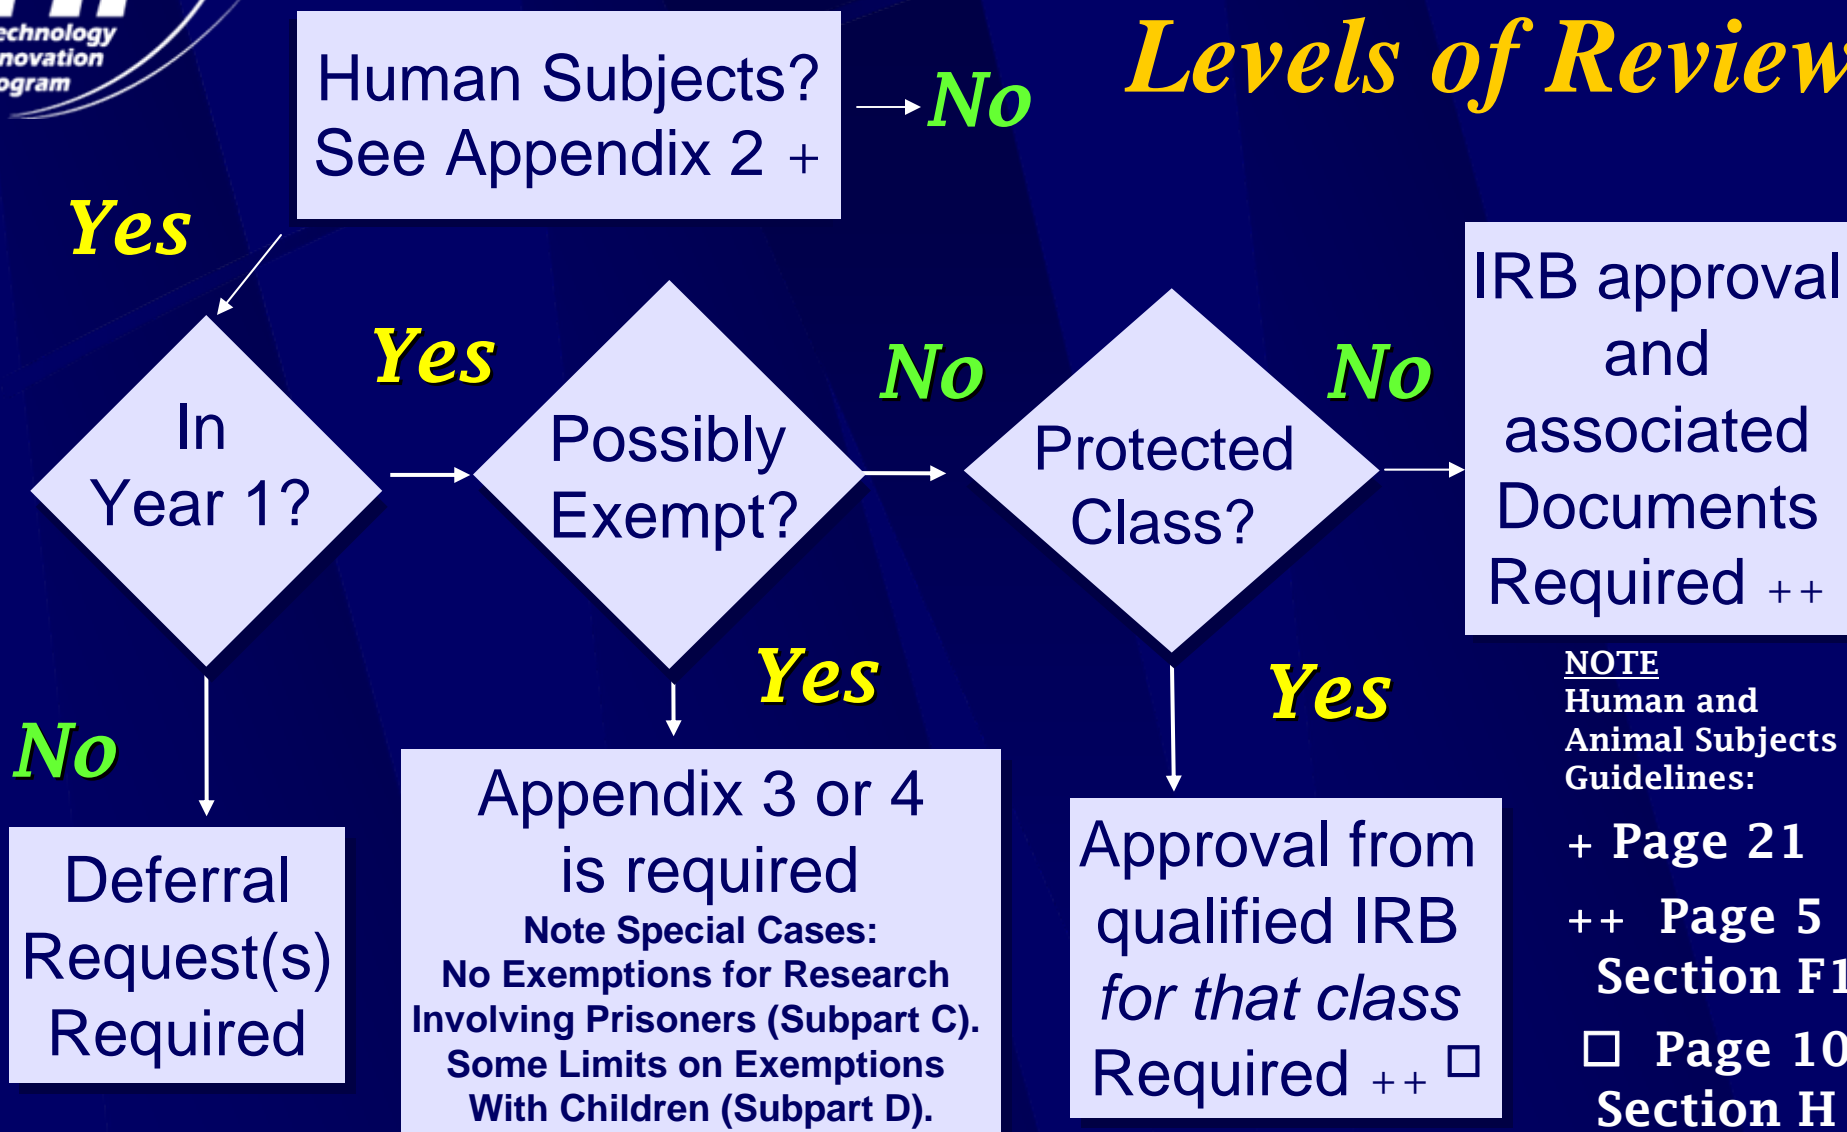 Levels of Review
Human Subjects?
See Appendix 2 +
No
Yes
In
Year 1?
Yes
Possibly
Exempt?
No
Protected
Class?
No
IRB approval
and
associated
Documents
Required ++
No
Deferral
Request(s)
Required
Yes
Appendix 3 or 4
is required
Note Special Cases:
No Exemptions for Research
Involving Prisoners (Subpart C).
Some Limits on Exemptions
With Children (Subpart D).
Yes
Approval from
qualified IRB
for that class
Required ++ □
NOTE
Human and
Animal Subjects
Guidelines:
+ Page 21
++ Page 5
Section F1
□ Page 10
Section H